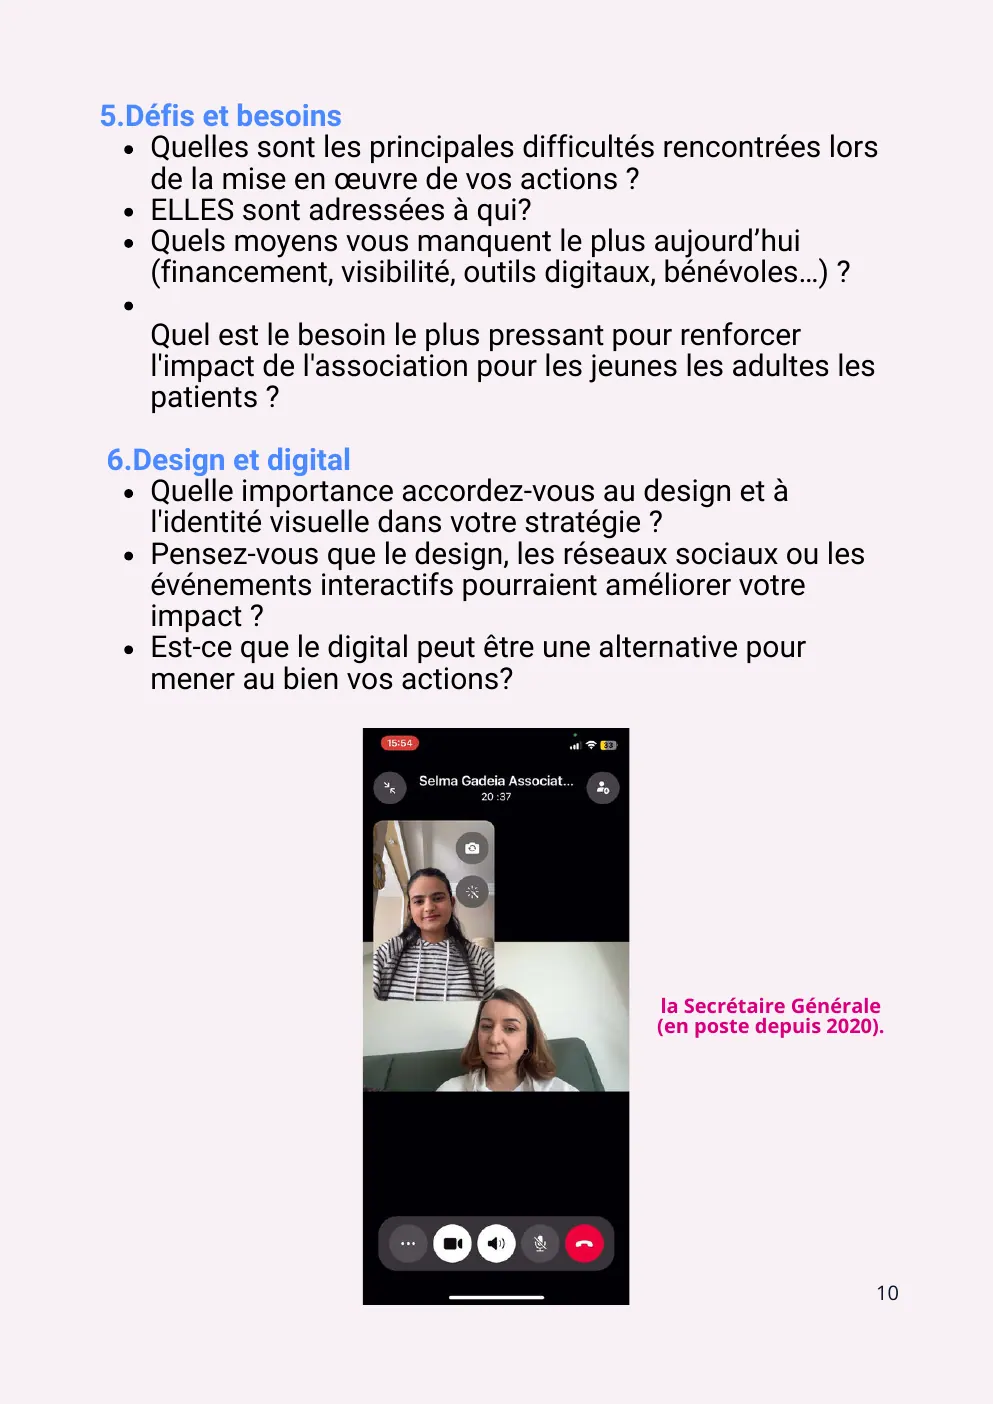 5.Défis et besoins
• Quelles sont les principales difficultés rencontrées lors
de la mise en œuvre de vos actions ?
• ELLES sont adressées à qui?
• Quels moyens vous manquent le plus aujourd’hui
(financement, visibilité, outils digitaux, bénévoles…) ?
•
Quel est le besoin le plus pressant pour renforcer
l'impact de l'association pour les jeunes les adultes les
patients ?
6.Design et digital
• Quelle importance accordez-vous au design et à
l'identité visuelle dans votre stratégie ?
• Pensez-vous que le design, les réseaux sociaux ou les
événements interactifs pourraient améliorer votre
impact ?
• Est-ce que le digital peut être une alternative pour
mener au bien vos actions?
15:54
33
Selma Gadeia Associat...
20 :37
la Secrétaire Générale
(en poste depuis 2020).
10